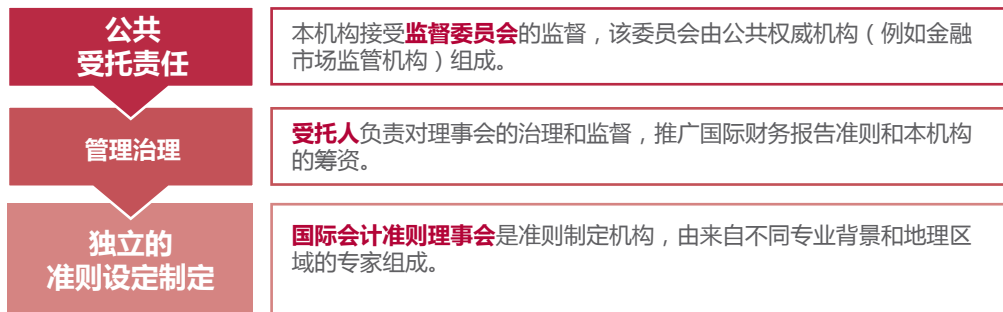 公共
受托责任
本机构接受监督委员会的监督，该委员会由公共权威机构（例如金融
市场监管机构）组成。
管理治理
受托人负责对理事会的治理和监督，推广国际财务报告准则和本机构
的筹资。
独立的
准则设定制定
国际会计准则理事会是准则制定机构，由来自不同专业背景和地理区
域的专家组成。